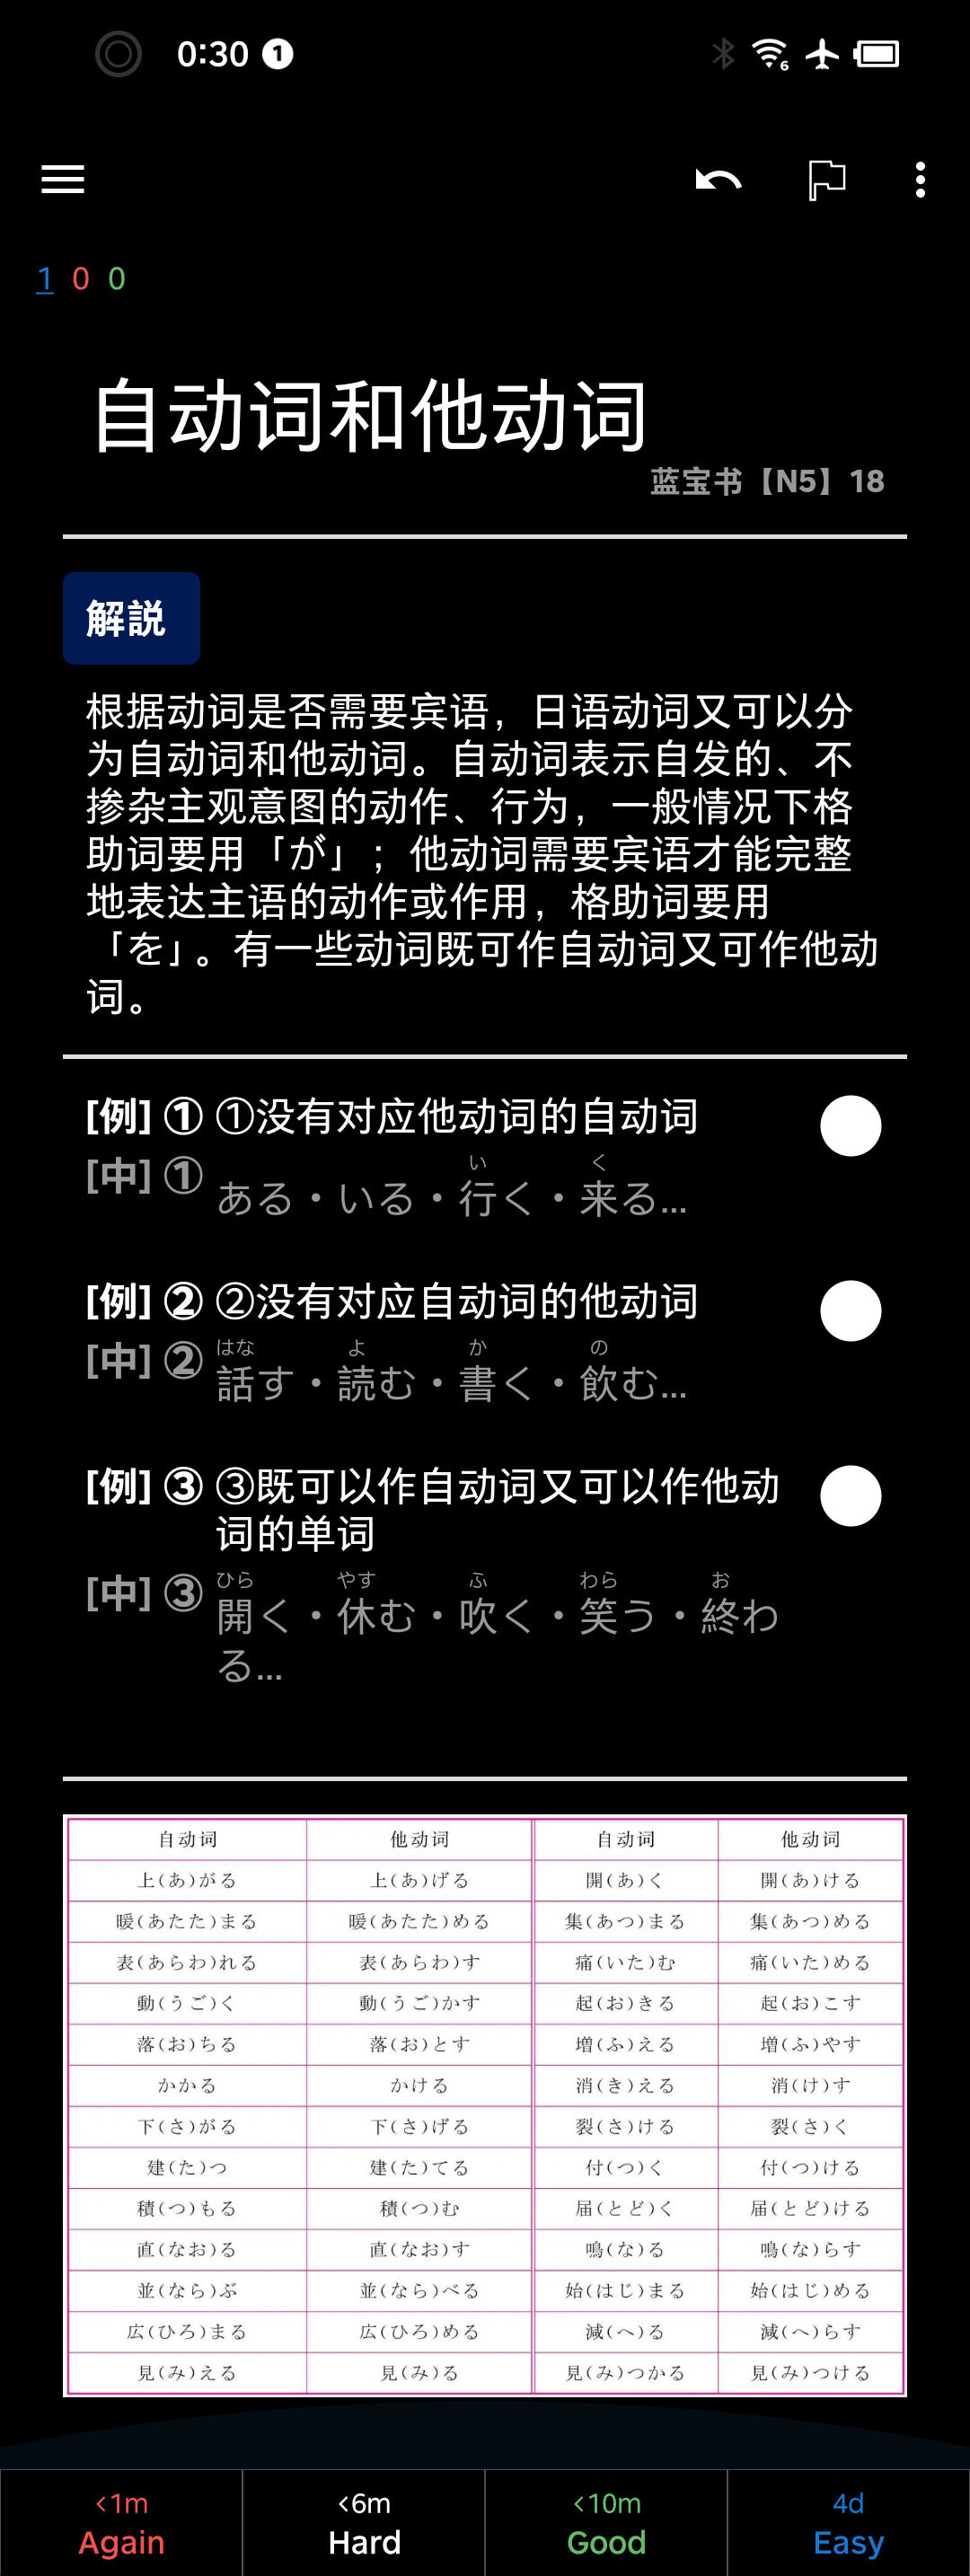 0:30 1
6
1 0 0
自动词和他动词
蓝宝书【N5】18
解説
根据动词是否需要宾语，日语动词又可以分
为自动词和他动词。自动词表示自发的、不
掺杂主观意图的动作、行为，一般情况下格
助词要用「が」；他动词需要宾语才能完整
地表达主语的动作或作用，格助词要用
「を」。有一些动词既可作自动词又可作他动
词。
[例] ① ①没有对应他动词的自动词
い く
[中] ① ある・いる・行く・来る...
[例] ② ②没有对应自动词的他动词
はな よ か の
[中] ② 話す・読む・書く・飲む...
[例] ③ ③既可以作自动词又可以作他动
词的单词
ひら やす ふ わら お
[中] ③ 開く・休む・吹く・笑う・終わ
る...
自动词 他动词 自动词 他动词
上(あ)がる 上(あ)げる 開(あ)く 開(あ)ける
暖(あたた)まる 暖(あたた)める 集(あつ)まる 集(あつ)める
表(あらわ)れる 表(あらわ)す 痛(いた)む 痛(いた)める
動(うご)く 動(うご)かす 起(お)きる 起(お)こす
落(お)ちる 落(お)とす 増(ふ)える 増(ふ)やす
かかる かける 消(き)える 消(け)す
下(さ)がる 下(さ)げる 裂(さ)ける 裂(さ)く
建(た)つ 建(た)てる 付(つ)く 付(つ)ける
積(つ)もる 積(つ)む 届(とど)く 届(とど)ける
直(なお)る 直(なお)す 鳴(な)る 鳴(な)らす
並(なら)ぶ 並(なら)べる 始(はじ)まる 始(はじ)める
広(ひろ)まる 広(ひろ)める 減(へ)る 減(へ)らす
見(み)える 見(み)る 見(み)つかる 見(み)つける
<1m <6m <10m 4d
Again Hard Good Easy